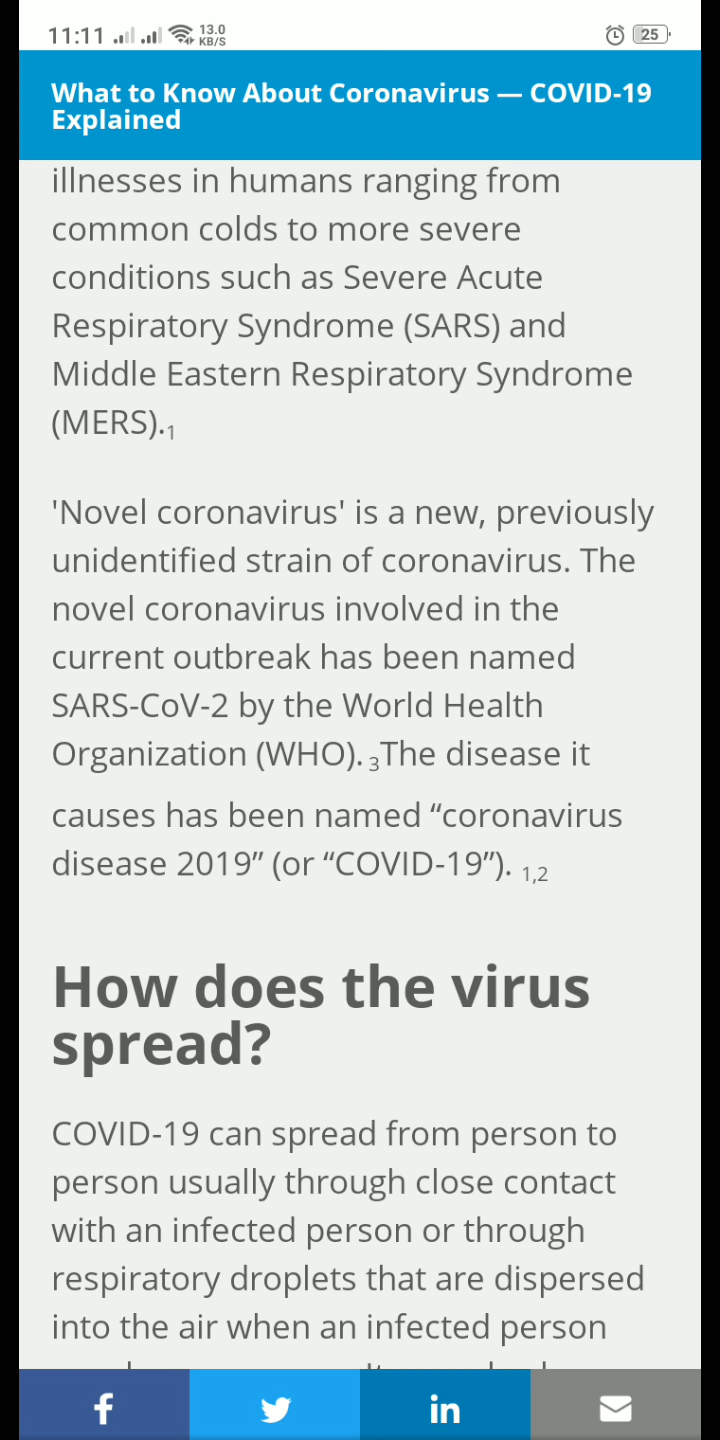 11:11 13.0 KB/S 25
What to Know About Coronavirus — COVID-19
Explained
illnesses in humans ranging from
common colds to more severe
conditions such as Severe Acute
Respiratory Syndrome (SARS) and
Middle Eastern Respiratory Syndrome
(MERS).1
'Novel coronavirus' is a new, previously
unidentified strain of coronavirus. The
novel coronavirus involved in the
current outbreak has been named
SARS-CoV-2 by the World Health
Organization (WHO). 3The disease it
causes has been named “coronavirus
disease 2019” (or “COVID-19”). 1,2
How does the virus
spread?
COVID-19 can spread from person to
person usually through close contact
with an infected person or through
respiratory droplets that are dispersed
into the air when an infected person